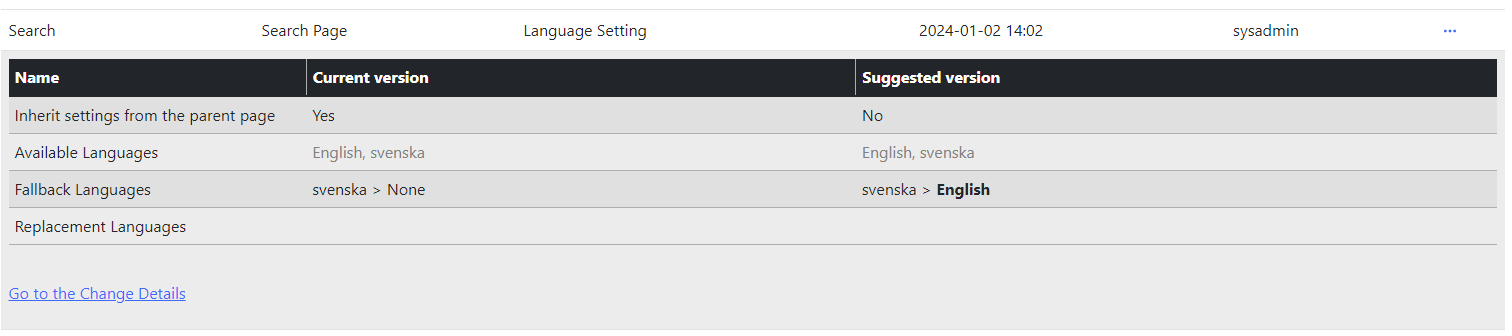 Search Search Page Language Setting 2024-01-02 14:02 sysadmin ...
Name Current version Suggested version
Inherit settings from the parent page Yes No
Available Languages English, svenska English, svenska
Fallback Languages svenska > None svenska > English
Replacement Languages
Go to the Change Details